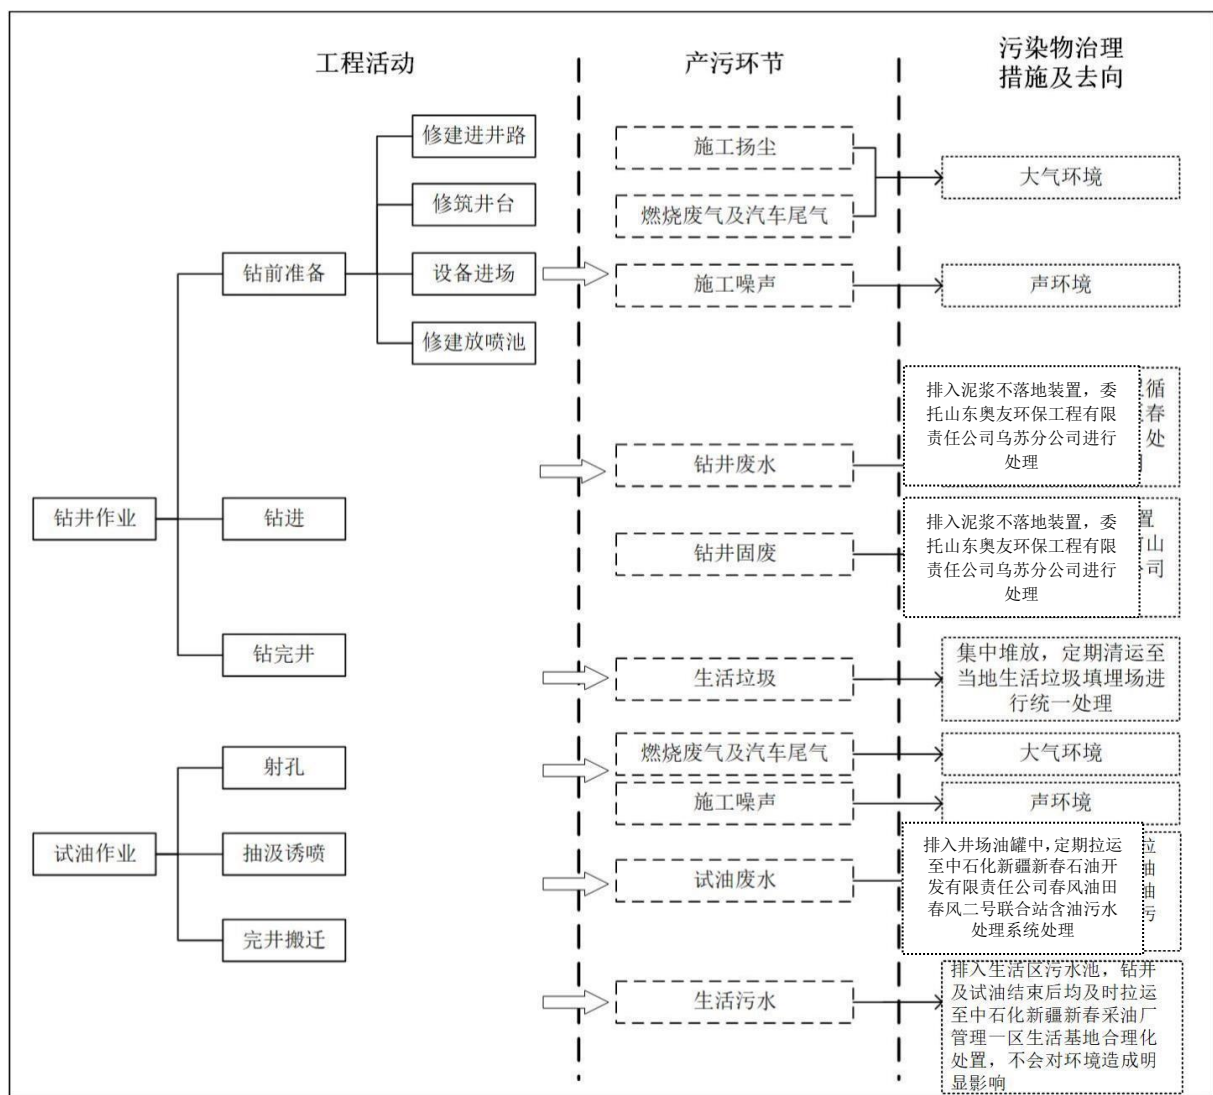 工程活动
产污环节
污染物治理
措施及去向
修建进井路
修筑井台
钻前准备
设备进场
修建放喷池
钻井作业
钻进
钻完井
射孔
试油作业
抽汲诱喷
完井搬迁
施工扬尘
燃烧废气及汽车尾气
施工噪声
钻井废水
钻井固废
生活垃圾
燃烧废气及汽车尾气
施工噪声
试油废水
生活污水
大气环境
声环境
排入泥浆不落地装置，委
托山东奥友环保工程有限
责任公司乌苏分公司进行
处理
循
春
处
排入泥浆不落地装置，委
托山东奥友环保工程有限
责任公司乌苏分公司进行
处理
置
山
公司
集中堆放，定期清运至
当地生活垃圾填埋场进
行统一处理
大气环境
声环境
排入井场油罐中，定期拉运
至中石化新疆新春石油开
发有限责任公司春风油田
春风二号联合站含油污水
处理系统处理
拉
油
油
污
排入生活区污水池，钻井
及试油结束后均及时拉运
至中石化新疆新春采油厂
管理一区生活基地合理化
处置，不会对环境造成明
显影响